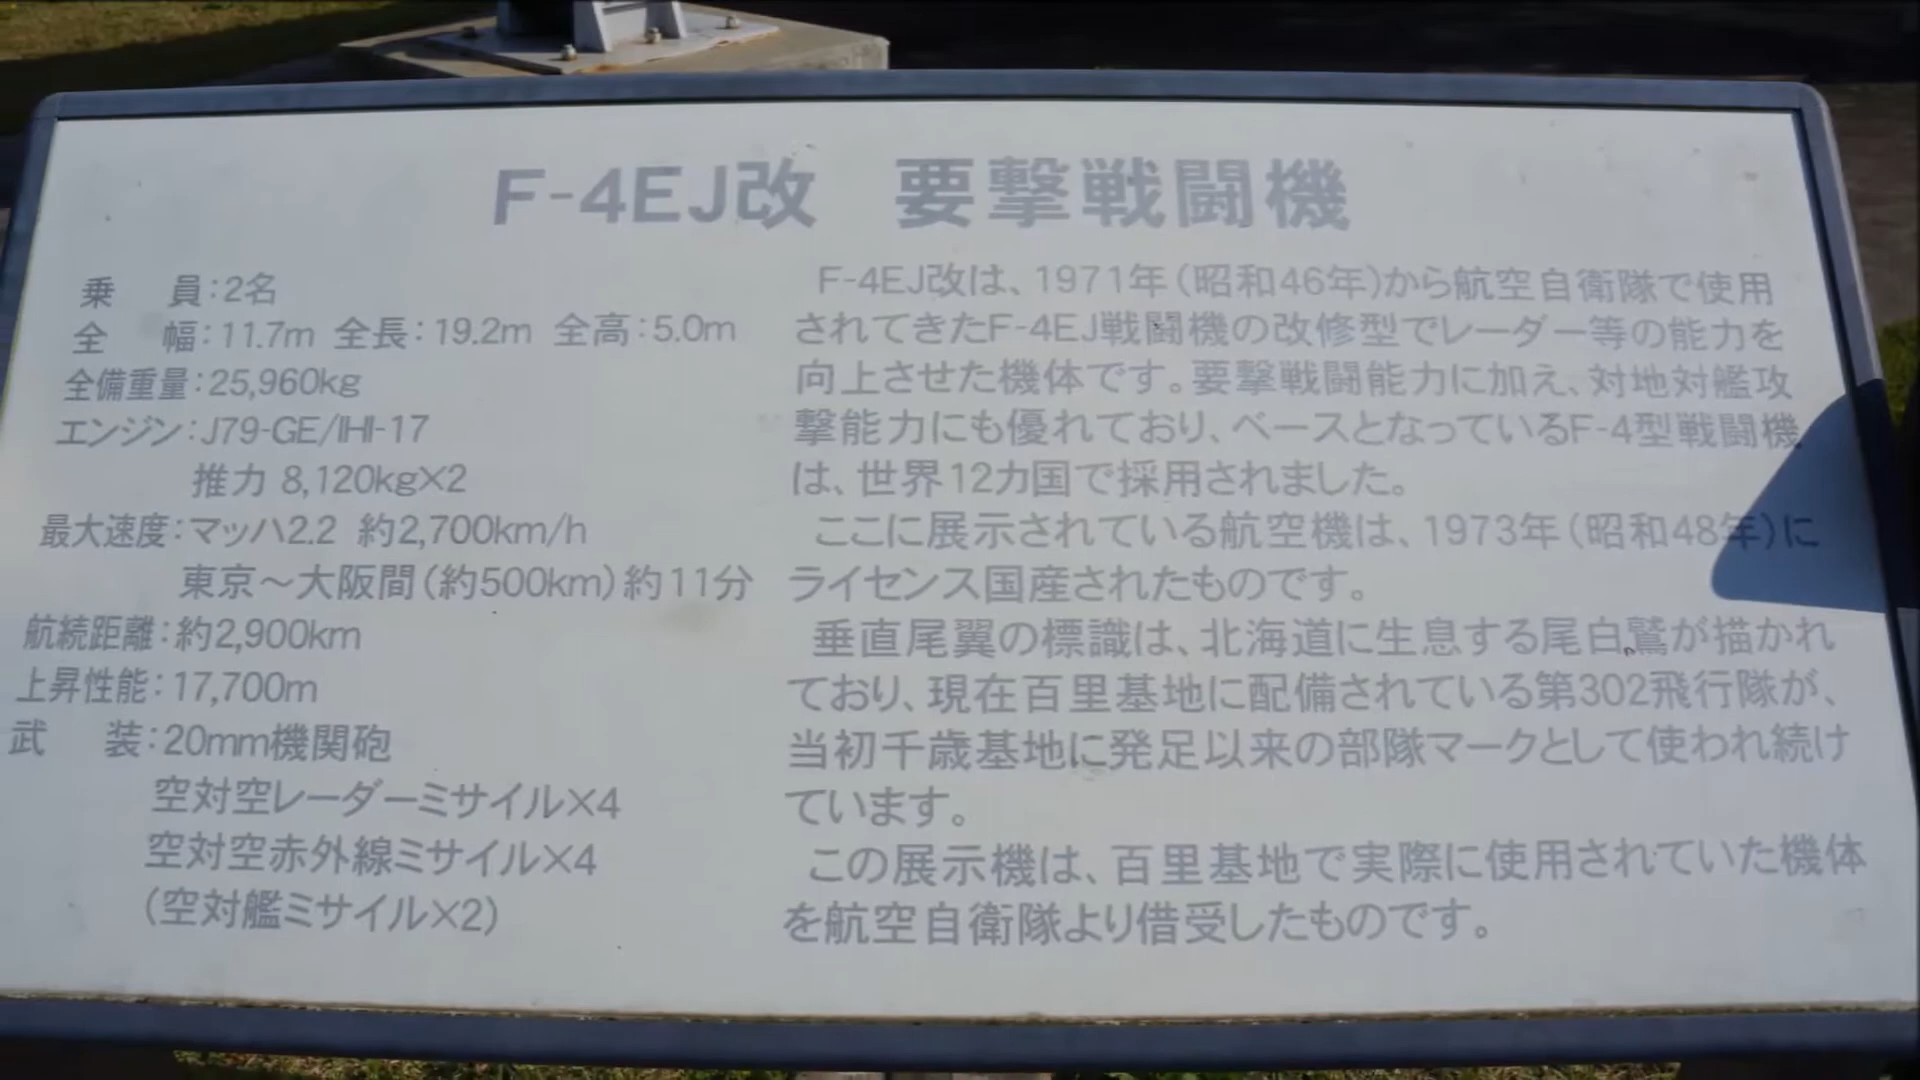 F-4EJ改 要撃戦闘機
乗 員:2名
全 幅:11.7m 全長:19.2m 全高:5.0m
全備重量:25,960kg
エンジン:J79-GE/IHI-17
推力 8,120kg×2
最大速度:マッハ2.2 約2,700km/h
東京〜大阪間(約500km)約11分
航続距離:約2,900km
上昇性能:17,700m
武 装:20mm機関砲
空対空レーダーミサイル×4
空対空赤外線ミサイル×4
(空対艦ミサイル×2)
F-4EJ改は、1971年(昭和46年)から航空自衛隊で使用
されてきたF-4EJ戦闘機の改修型でレーダー等の能力を
向上させた機体です。要撃戦闘能力に加え、対地対艦攻
撃能力にも優れており、ベースとなっているF-4型戦闘機
は、世界12カ国で採用されました。
ここに展示されている航空機は、1973年(昭和48年)に
ライセンス国産されたものです。
垂直尾翼の標識は、北海道に生息する尾白鷲が描かれ
ており、現在百里基地に配備されている第302飛行隊が、
当初千歳基地に発足以来の部隊マークとして使われ続け
ています。
この展示機は、百里基地で実際に使用されていた機体
を航空自衛隊より借受したものです。